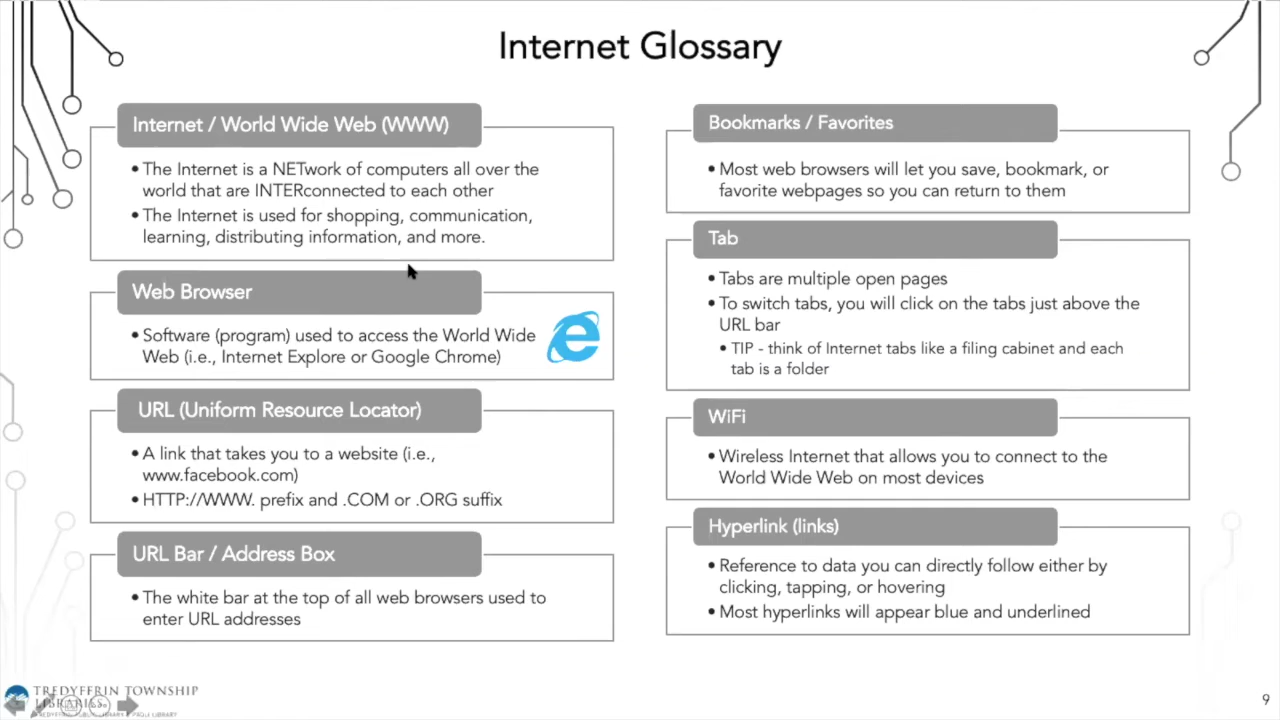 Internet Glossary
Internet / World Wide Web (WWW)
• The Internet is a NETwork of computers all over the
world that are INTERconnected to each other
• The Internet is used for shopping, communication,
learning, distributing information, and more.
Web Browser
• Software (program) used to access the World Wide
Web (i.e., Internet Explore or Google Chrome)
URL (Uniform Resource Locator)
• A link that takes you to a website (i.e.,
www.facebook.com)
• HTTP://WWW. prefix and .COM or .ORG suffix
URL Bar / Address Box
• The white bar at the top of all web browsers used to
enter URL addresses
Bookmarks / Favorites
• Most web browsers will let you save, bookmark, or
favorite webpages so you can return to them
Tab
• Tabs are multiple open pages
• To switch tabs, you will click on the tabs just above the
URL bar
• TIP - think of Internet tabs like a filing cabinet and each
tab is a folder
WiFi
• Wireless Internet that allows you to connect to the
World Wide Web on most devices
Hyperlink (links)
• Reference to data you can directly follow either by
clicking, tapping, or hovering
• Most hyperlinks will appear blue and underlined
TREDYFFRIN TOWNSHIP
LIBRARIES
TREDYFFRIN PUBLIC LIBRARY & PAOLI LIBRARY
9